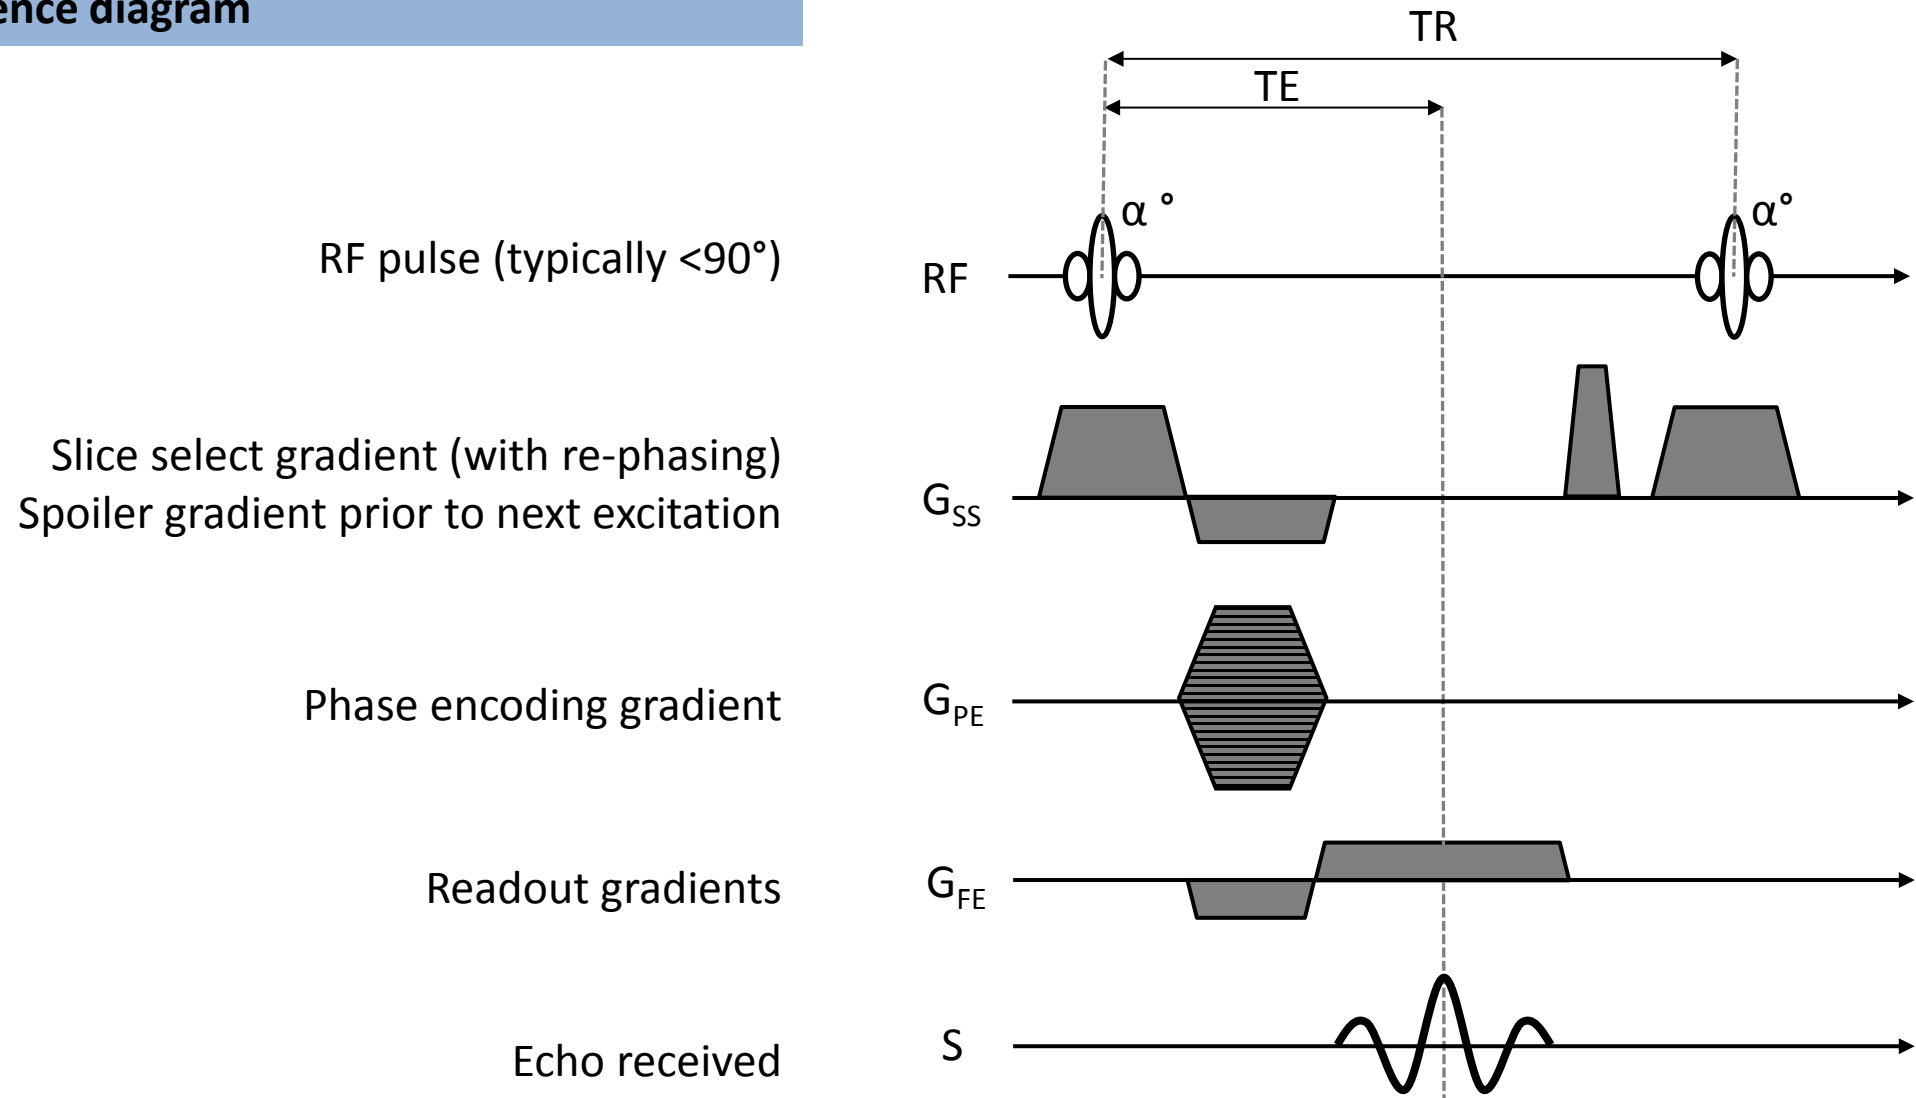 diagram
TR
TE
α °
α°
RF pulse (typically <90°)
RF
Slice select gradient (with re-phasing)
Spoiler gradient prior to next excitation
GSS
Phase encoding gradient
GPE
Readout gradients
GFE
Echo received
S